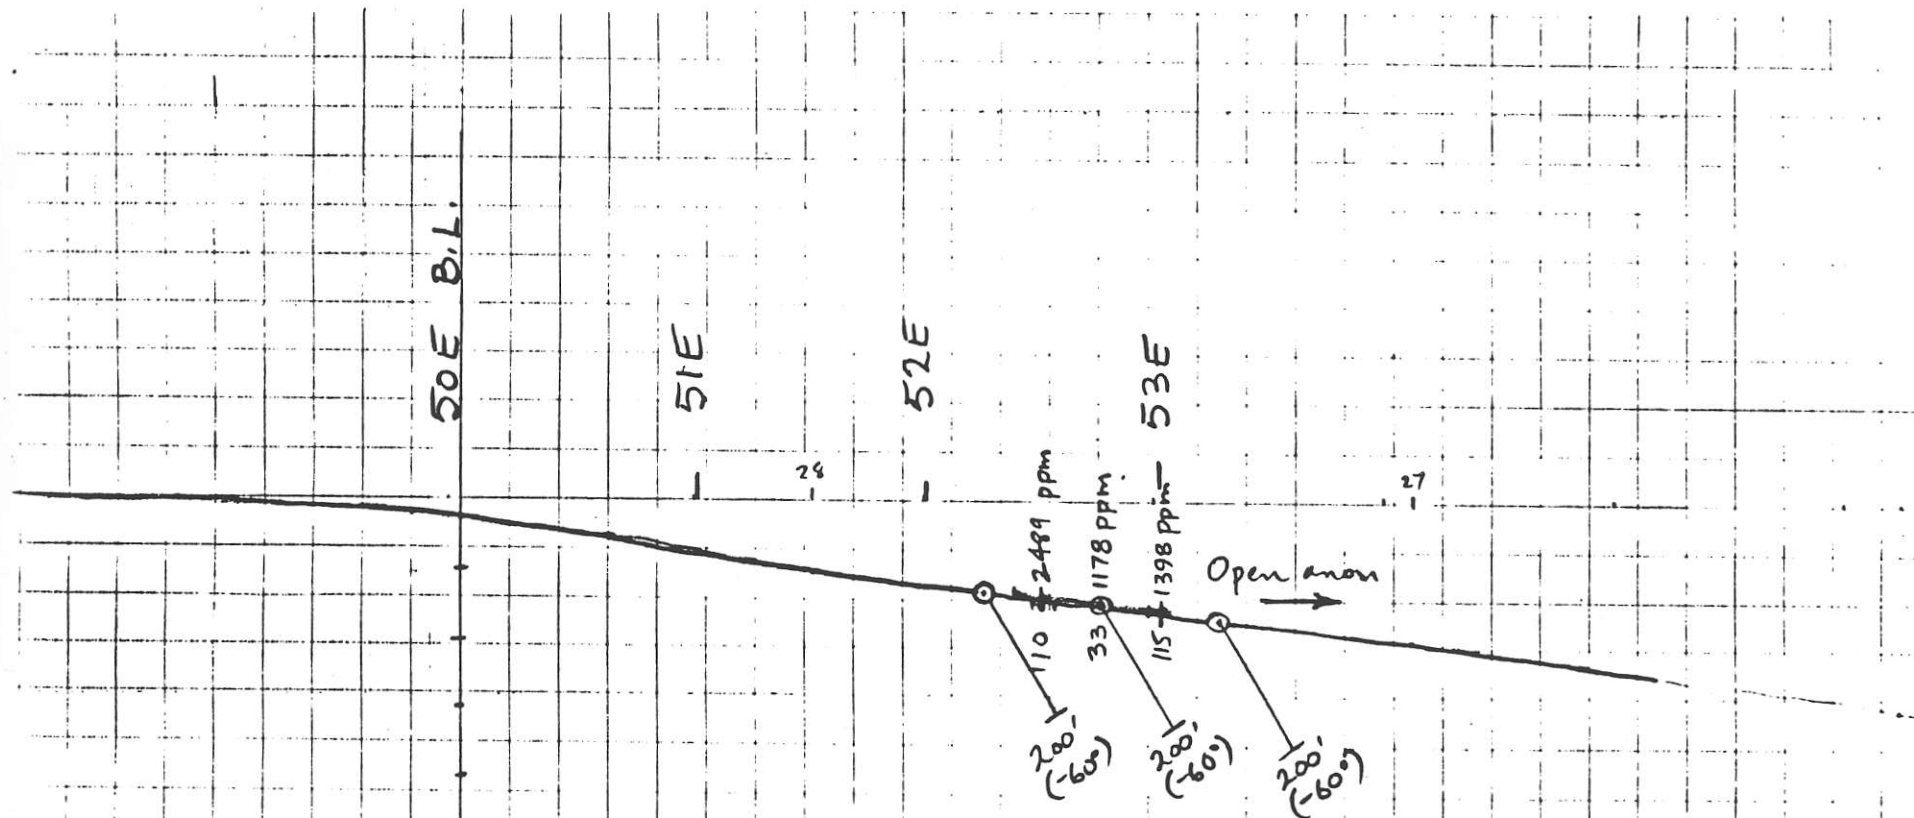 50E B.L.
51E
28
52E
2489 ppm
1178 ppm
1398 ppm
53E
27
Open anom
110
33
115
200'
(-60°)
200'
(-60°)
200'
(-60°)